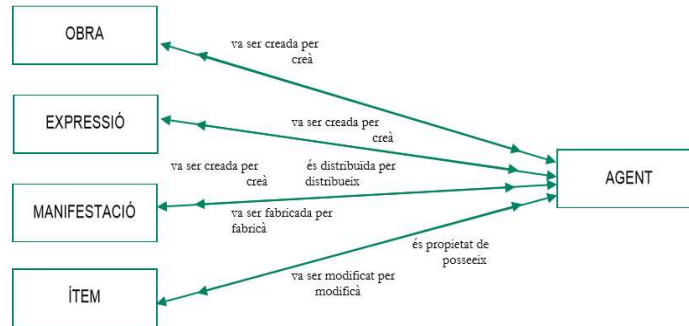 OBRA
va ser creada per
creà
EXPRESSIÓ
va ser creada per
creà
va ser creada per
creà
és distribuïda per
distribueix
AGENT
MANIFESTACIÓ
va ser fabricada per
fabricà
és propietat de
posseeix
ÍTEM
va ser modificat per
modificà